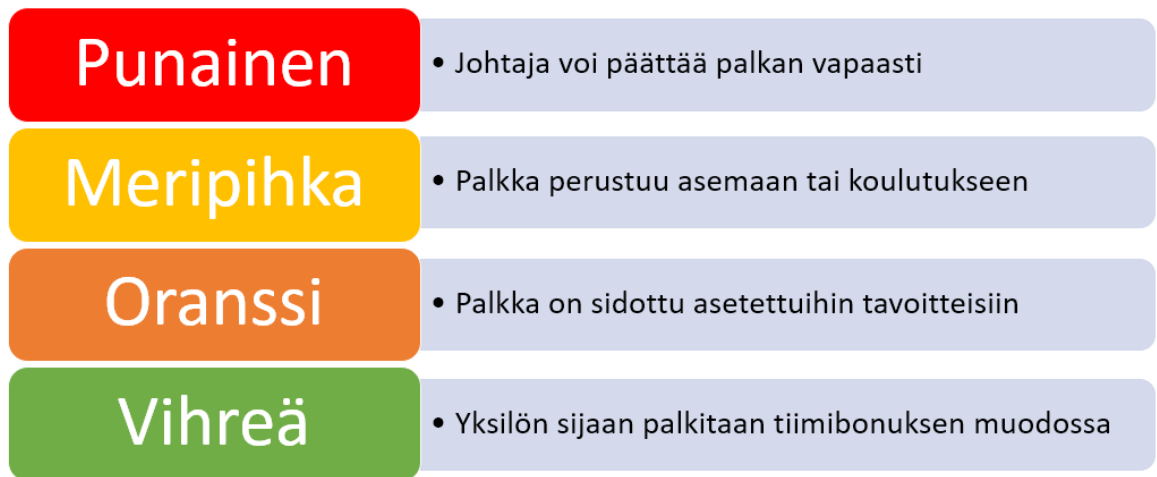 Punainen
• Johtaja voi päättää palkan vapaasti
Meripihka
• Palkka perustuu asemaan tai koulutukseen
Oranssi
• Palkka on sidottu asetettuihin tavoitteisiin
Vihreä
• Yksilön sijaan palkitaan tiimibonuksen muodossa